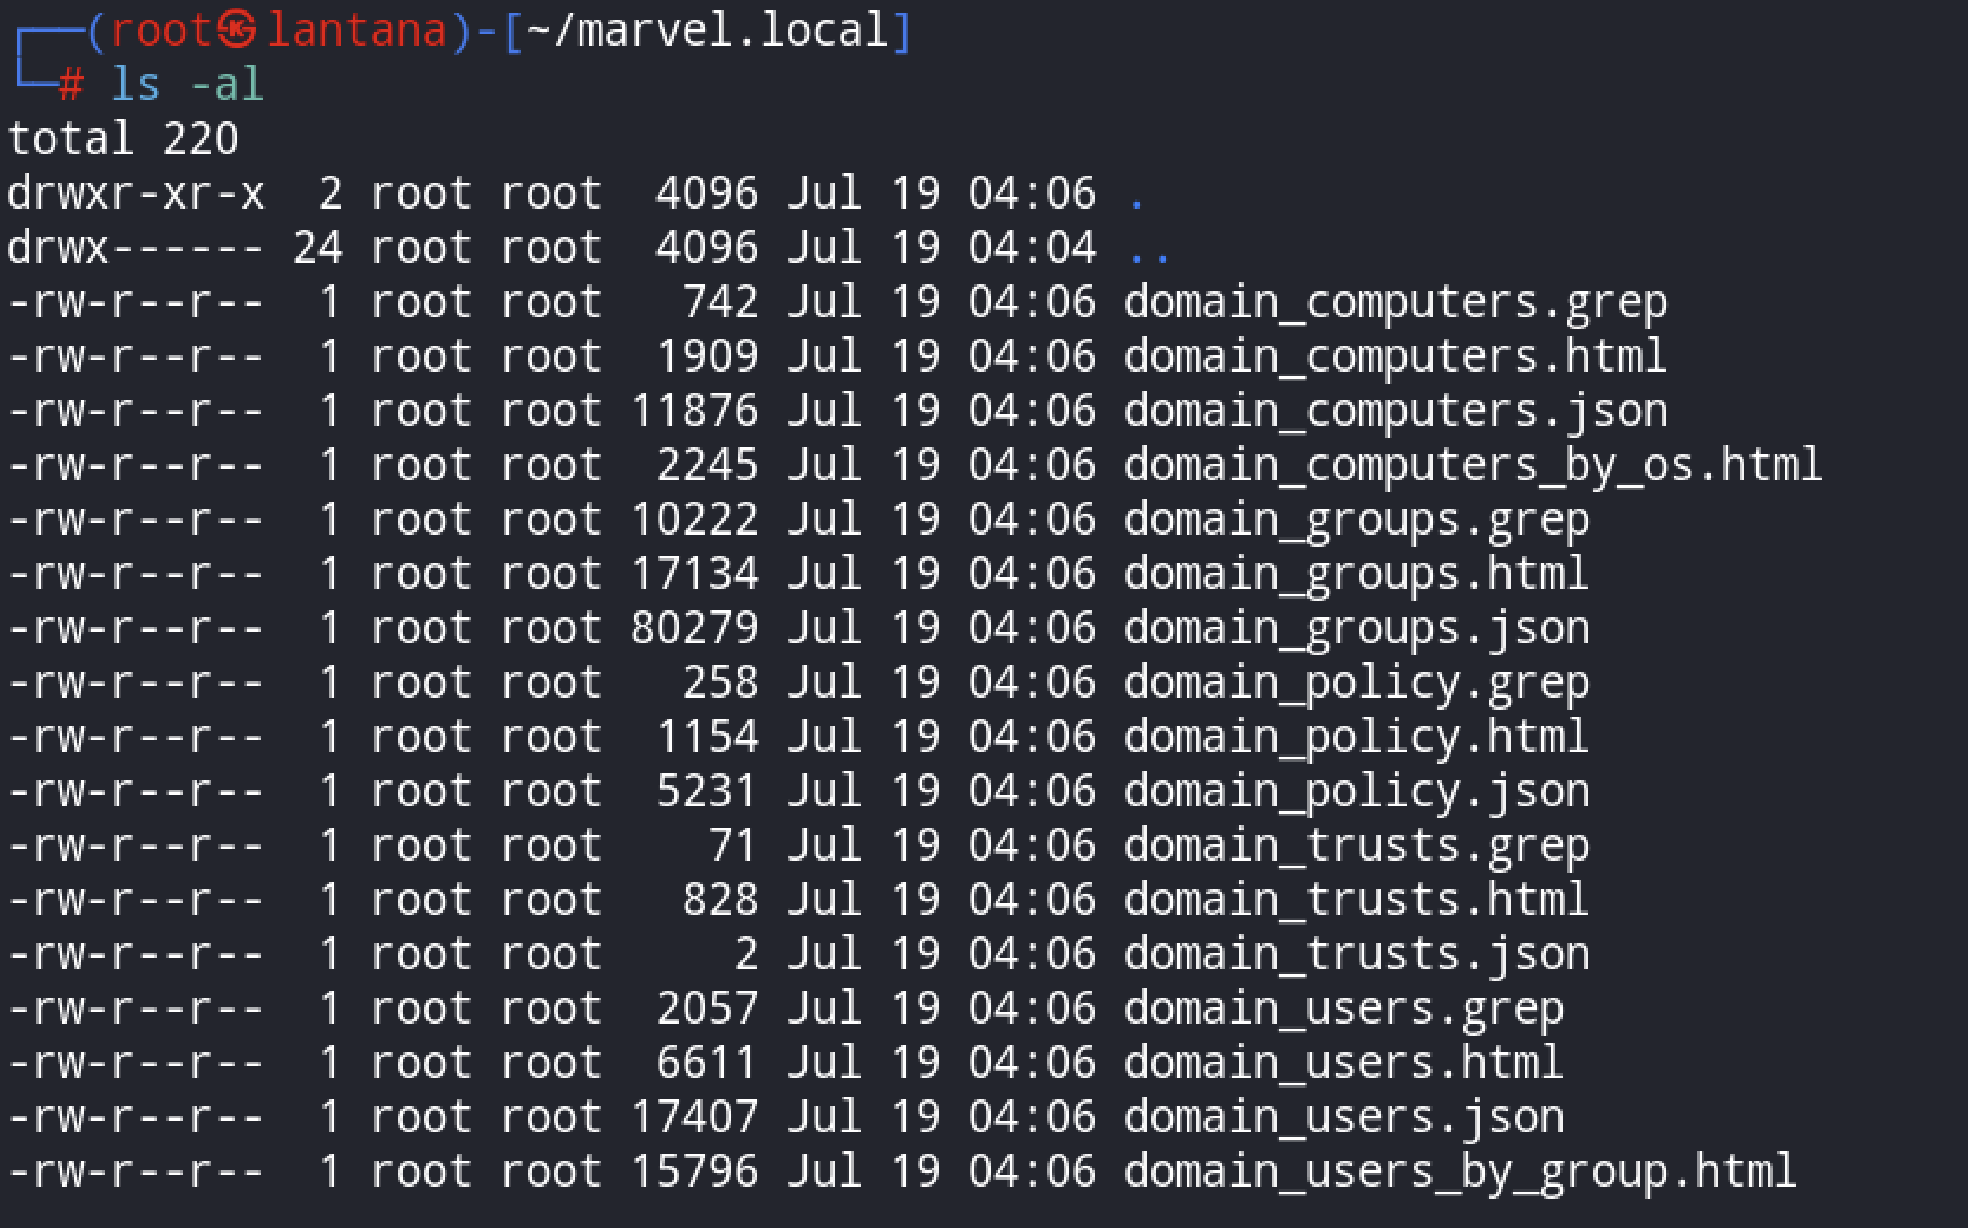 ┌──(root㉿lantana)-[~/marvel.local]
└─# ls -al
total 220
drwxr-xr-x  2 root root  4096 Jul 19 04:06 .
drwx------ 24 root root  4096 Jul 19 04:04 ..
-rw-r--r--  1 root root   742 Jul 19 04:06 domain_computers.grep
-rw-r--r--  1 root root  1909 Jul 19 04:06 domain_computers.html
-rw-r--r--  1 root root 11876 Jul 19 04:06 domain_computers.json
-rw-r--r--  1 root root  2245 Jul 19 04:06 domain_computers_by_os.html
-rw-r--r--  1 root root 10222 Jul 19 04:06 domain_groups.grep
-rw-r--r--  1 root root 17134 Jul 19 04:06 domain_groups.html
-rw-r--r--  1 root root 80279 Jul 19 04:06 domain_groups.json
-rw-r--r--  1 root root   258 Jul 19 04:06 domain_policy.grep
-rw-r--r--  1 root root  1154 Jul 19 04:06 domain_policy.html
-rw-r--r--  1 root root  5231 Jul 19 04:06 domain_policy.json
-rw-r--r--  1 root root    71 Jul 19 04:06 domain_trusts.grep
-rw-r--r--  1 root root   828 Jul 19 04:06 domain_trusts.html
-rw-r--r--  1 root root     2 Jul 19 04:06 domain_trusts.json
-rw-r--r--  1 root root  2057 Jul 19 04:06 domain_users.grep
-rw-r--r--  1 root root  6611 Jul 19 04:06 domain_users.html
-rw-r--r--  1 root root 17407 Jul 19 04:06 domain_users.json
-rw-r--r--  1 root root 15796 Jul 19 04:06 domain_users_by_group.html